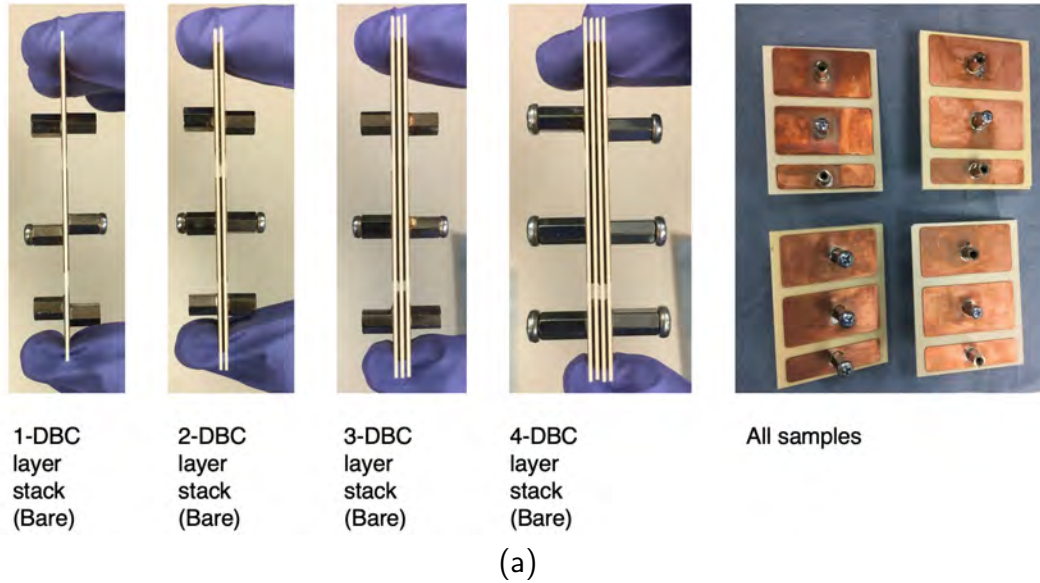 1-DBC
layer
stack
(Bare)
2-DBC
layer
stack
(Bare)
3-DBC
layer
stack
(Bare)
4-DBC
layer
stack
(Bare)
All samples
(a)